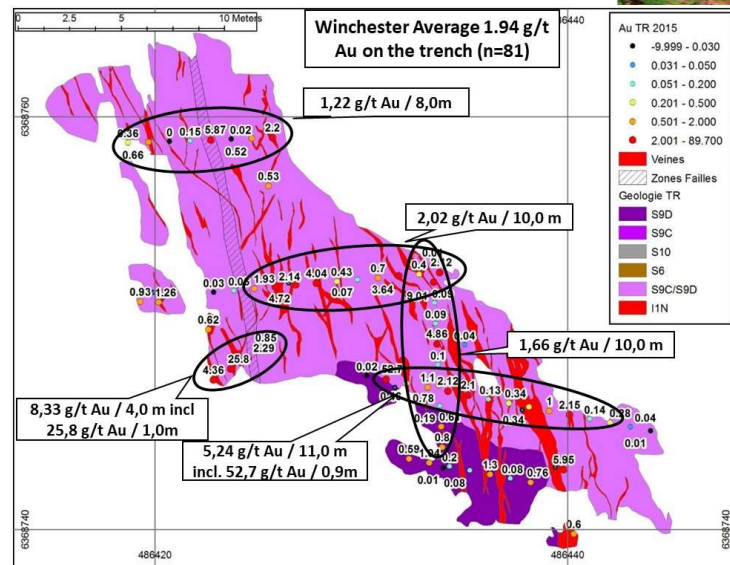 0 2.5 5 10 Meters
Winchester Average 1.94 g/t
Au on the trench (n=81)
486440
Au TR 2015
-9.999 - 0.030
0.031 - 0.050
0.051 - 0.200
0.201 - 0.500
0.501 - 2.000
2.001 - 89.700
Veines
Zones Failles
Geologie TR
S9D
S9C
S10
S6
S9C/S9D
I1N
6368760
1,22 g/t Au / 8,0m
0 0.15 5.87 0.02 2.2
0.66 0.52
0.53
2,02 g/t Au / 10,0 m
0.4
0.93 1.26
0.03 1.93 2.14 4.04 0.43 0.7
4.72 0.07 3.64
9.01 0.09
0.09
0.62
4.86 0.04
0.85
2.29
25.8
4.36
0.1
1,66 g/t Au / 10,0 m
0.02 52.7
1.1 2.12 2.1 0.13 0.34 1 2.15 0.14 0.04
0.78 0.34 0.01
0.19 0.6
0.8
8,33 g/t Au / 4,0 m incl
25,8 g/t Au / 1,0m
5,24 g/t Au / 11,0 m
incl. 52,7 g/t Au / 0,9m
0.59 1.04 0.2 1.3 0.08 0.76 5.95
0.01 0.08
0.6
6368740
6368740
486420
486440